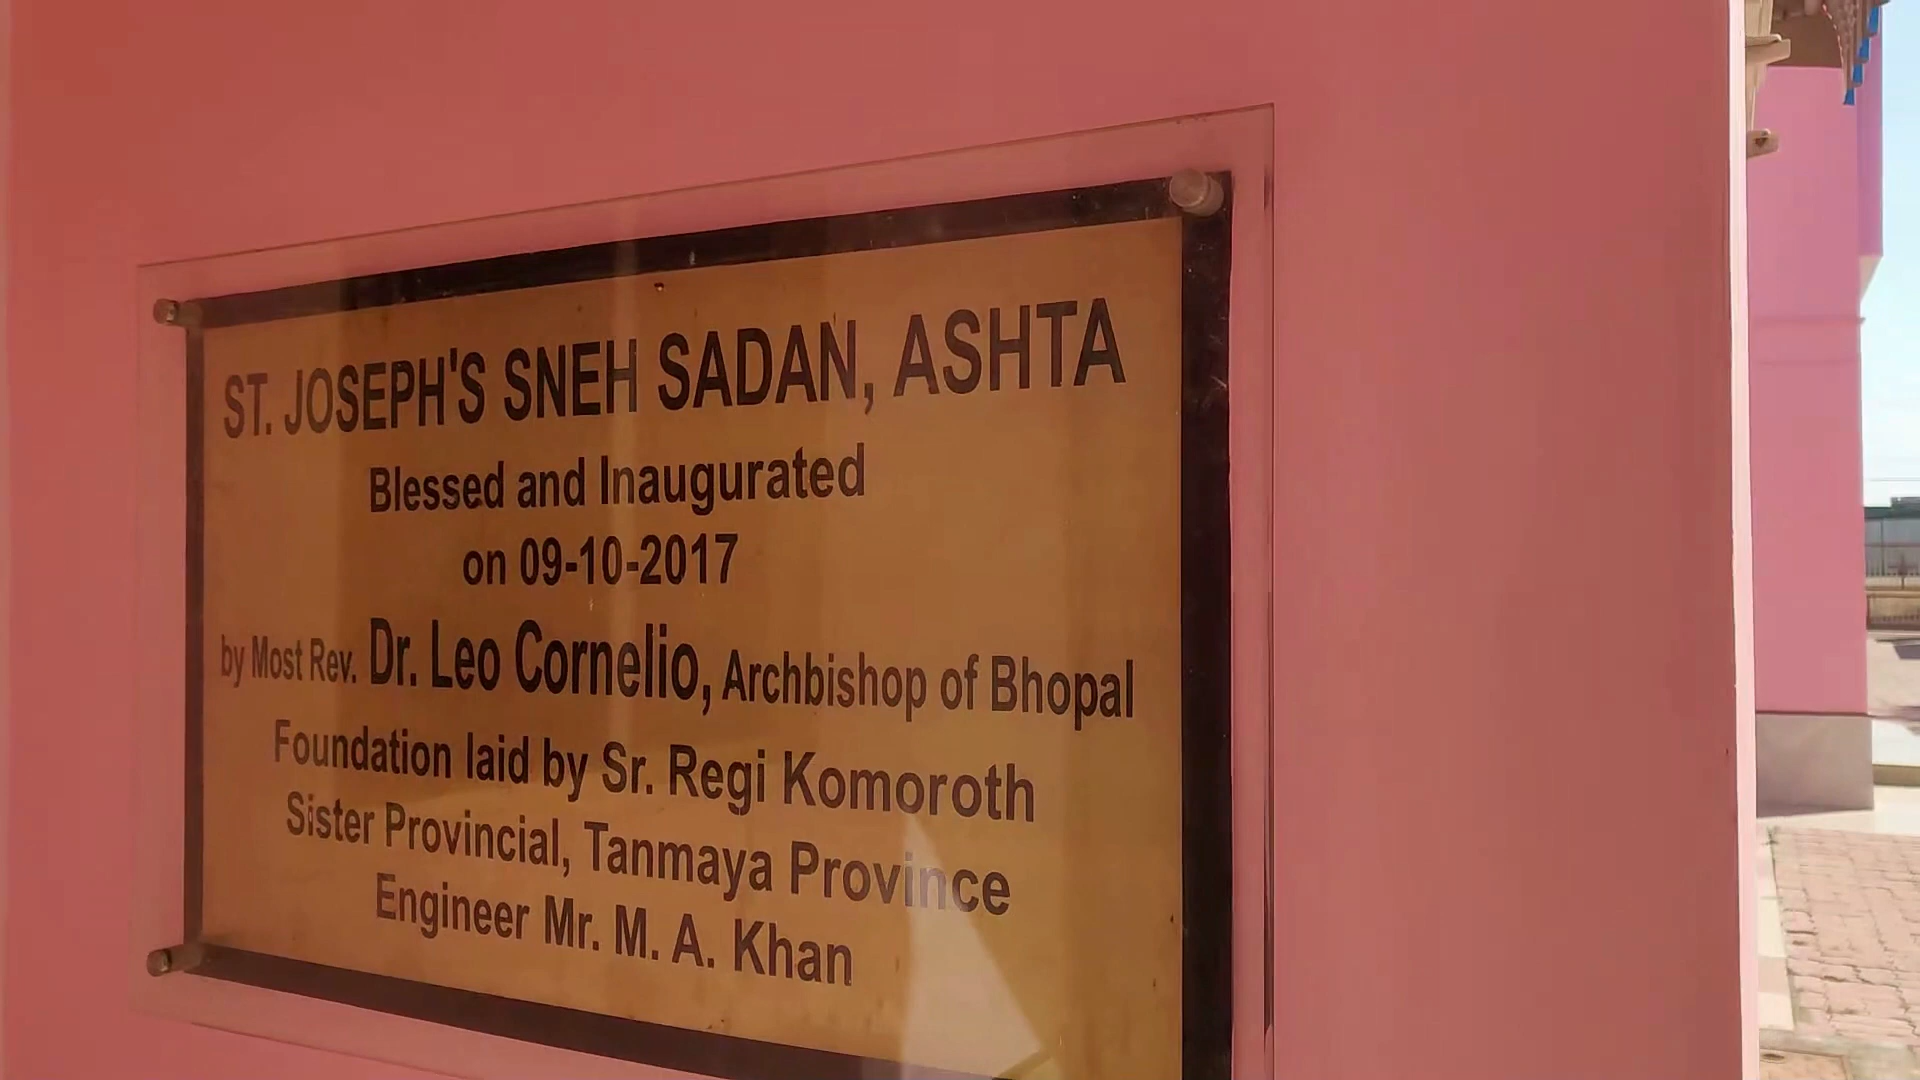 ST. JOSEPH'S SNEH SADAN, ASHTA
Blessed and Inaugurated
on 09-10-2017
by Most Rev. Dr. Leo Cornelio, Archbishop of Bhopal
Foundation laid by Sr. Regi Komoroth
Sister Provincial, Tanmaya Province
Engineer Mr. M. A. Khan